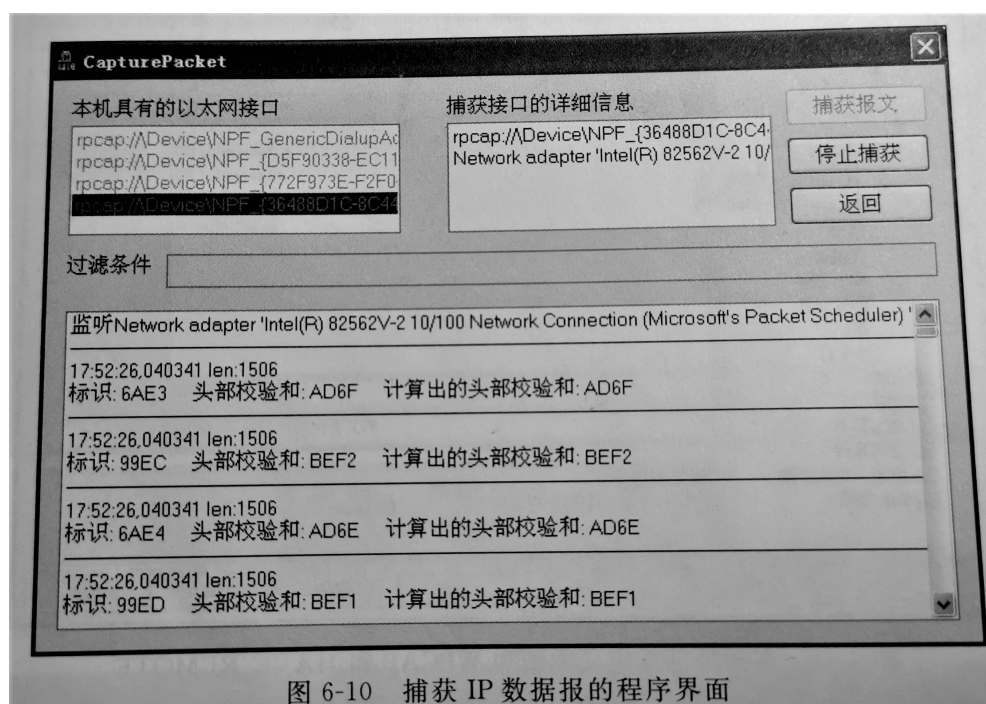 CapturePacket
本机具有的以太网接口
rpcap://\Device\NPF_GenericDialupAd
rpcap://\Device\NPF_{D5F90338-EC11
rpcap://\Device\NPF_{772F973E-F2F0-
rpcap://\Device\NPF_{36488D1C-8C44
捕获接口的详细信息
rpcap://\Device\NPF_{36488D1C-8C4
Network adapter 'Intel(R) 82562V-2 10/
捕获报文
停止捕获
返回
过滤条件
监听Network adapter 'Intel(R) 82562V-2 10/100 Network Connection (Microsoft's Packet Scheduler) '
17:52:26,040341 len:1506
标识: 6AE3 头部校验和: AD6F 计算出的头部校验和: AD6F
17:52:26,040341 len:1506
标识: 99EC 头部校验和: BEF2 计算出的头部校验和: BEF2
17:52:26,040341 len:1506
标识: 6AE4 头部校验和: AD6E 计算出的头部校验和: AD6E
17:52:26,040341 len:1506
标识: 99ED 头部校验和: BEF1 计算出的头部校验和: BEF1
图 6-10 捕获 IP 数据报的程序界面